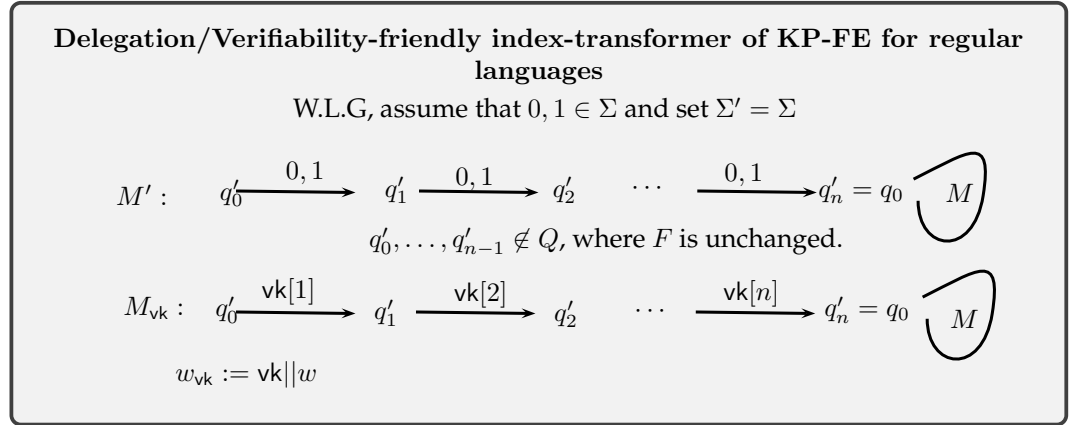 Delegation/Verifiability-friendly index-transformer of KP-FE for regular
languages
W.L.G, assume that 0, 1 ∈ Σ and set Σ′ = Σ
M′ : q′₀ 0, 1 q′₁ 0, 1 q′₂ ⋯ 0, 1 q′ₙ = q₀ M
q′₀, . . . , q′ₙ₋₁ ∉ Q, where F is unchanged.
M_vk : q′₀ vk[1] q′₁ vk[2] q′₂ ⋯ vk[n] q′ₙ = q₀ M
w_vk := vk||w